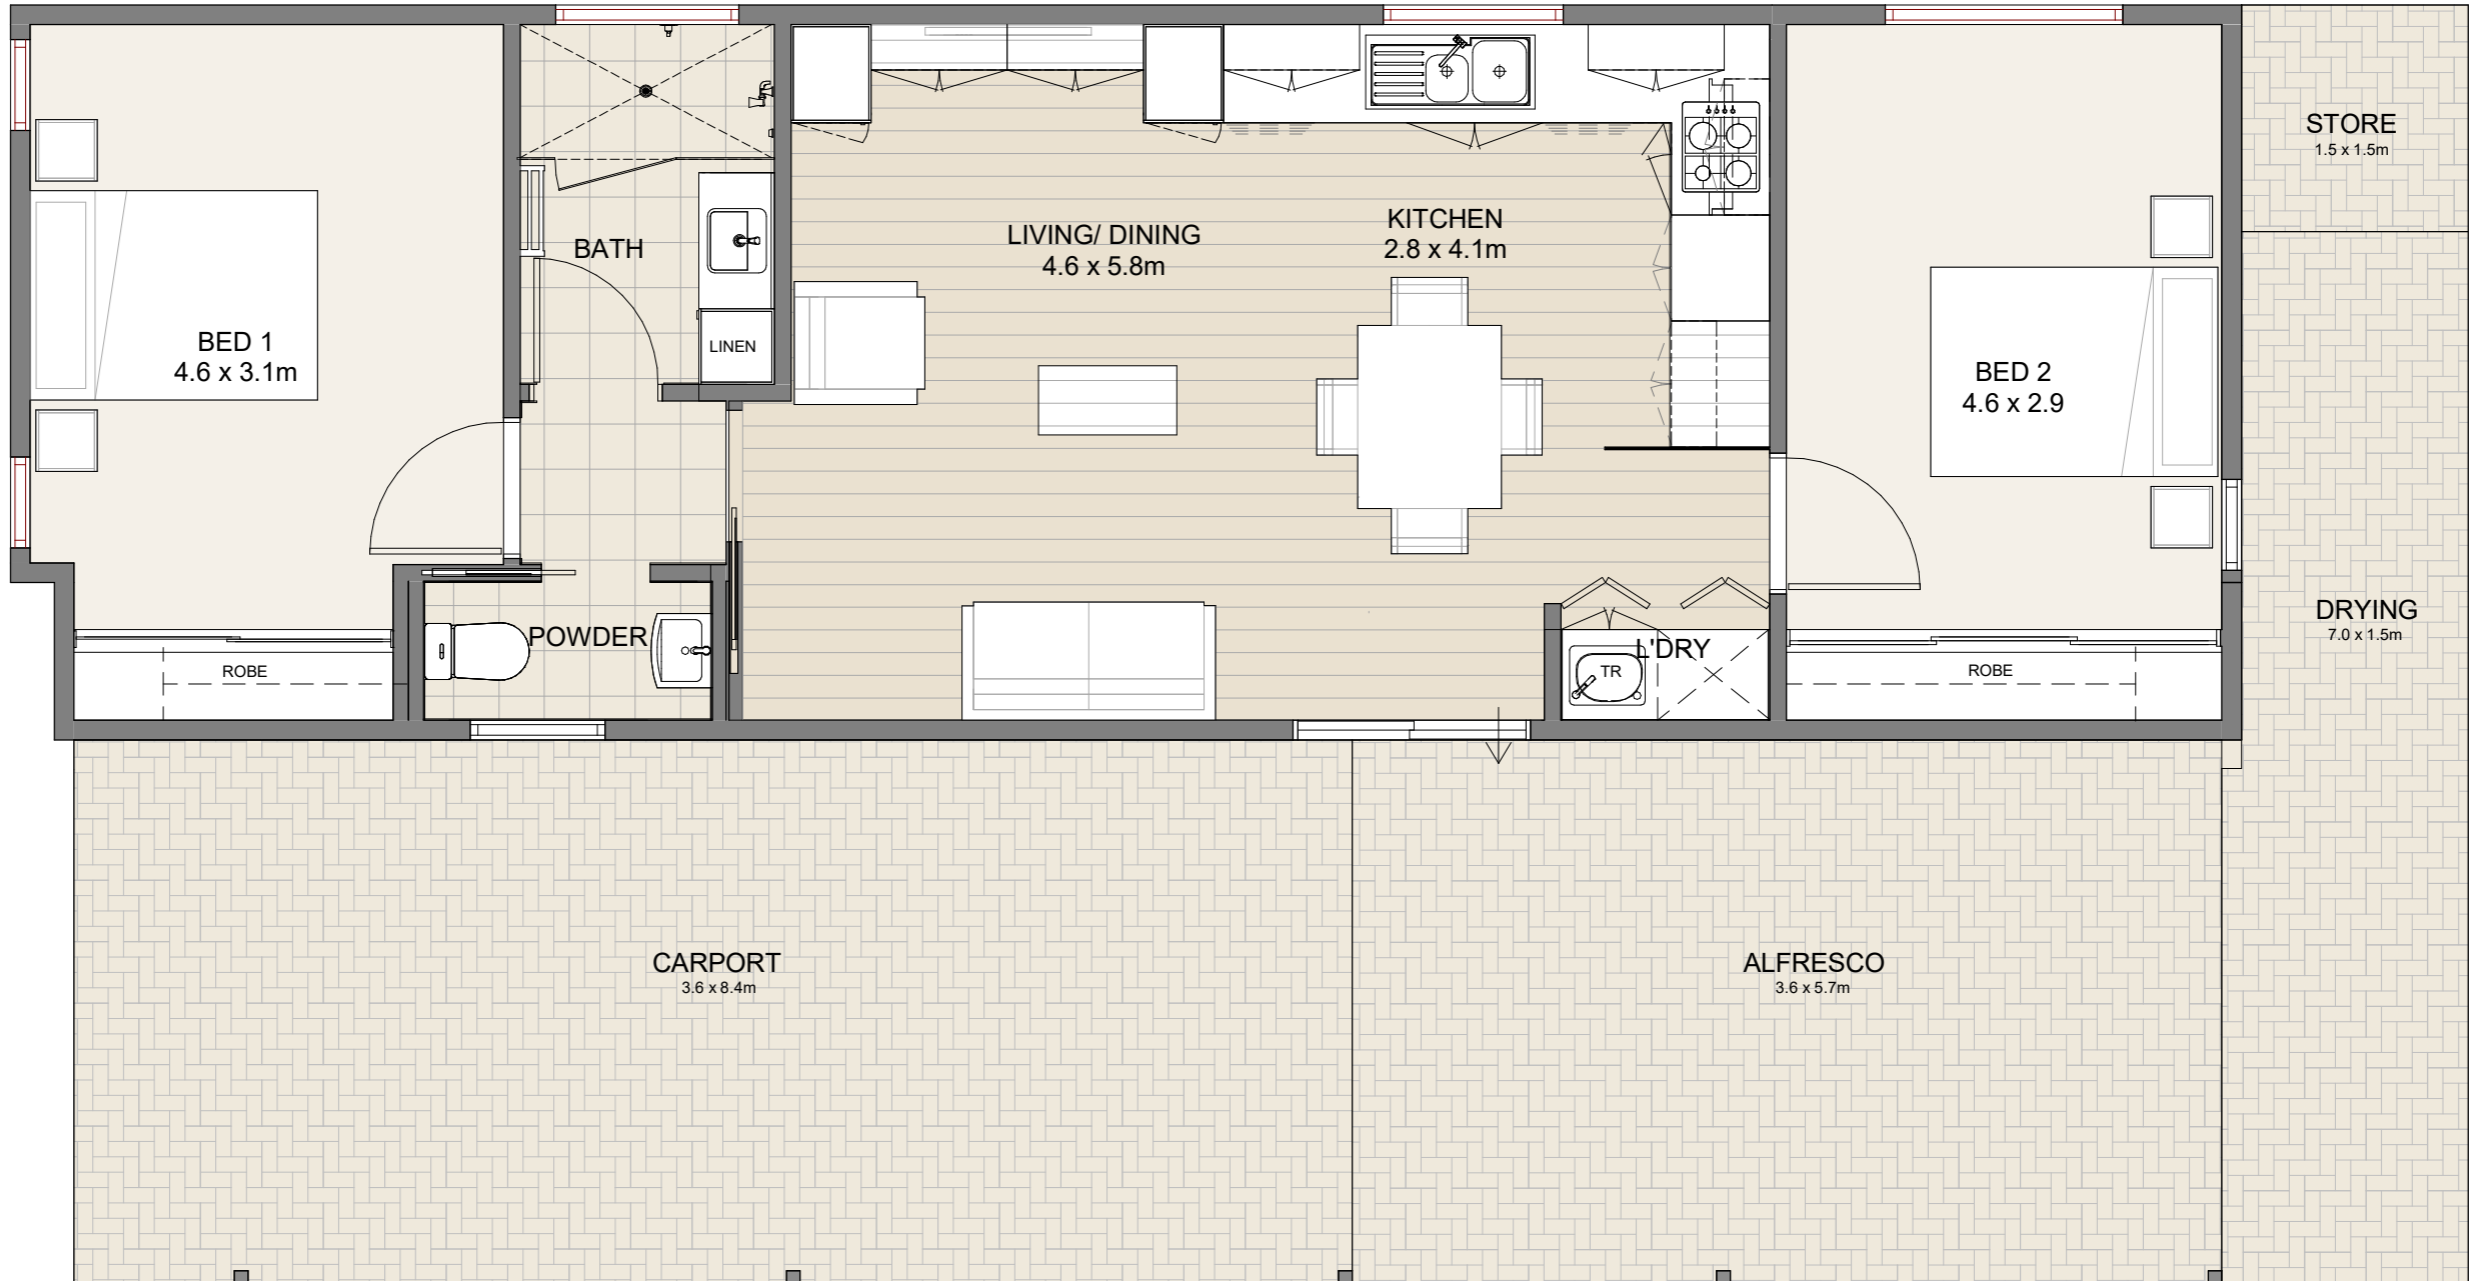 STORE
1.5 x 1.5m
KITCHEN
2.8 x 4.1m
LIVING/ DINING
4.6 x 5.8m
BATH
BED 1
4.6 x 3.1m
LINEN
BED 2
4.6 x 2.9
DRYING
7.0 x 1.5m
POWDER
L'DRY
ROBE
TR
ROBE
CARPORT
3.6 x 8.4m
ALFRESCO
3.6 x 5.7m